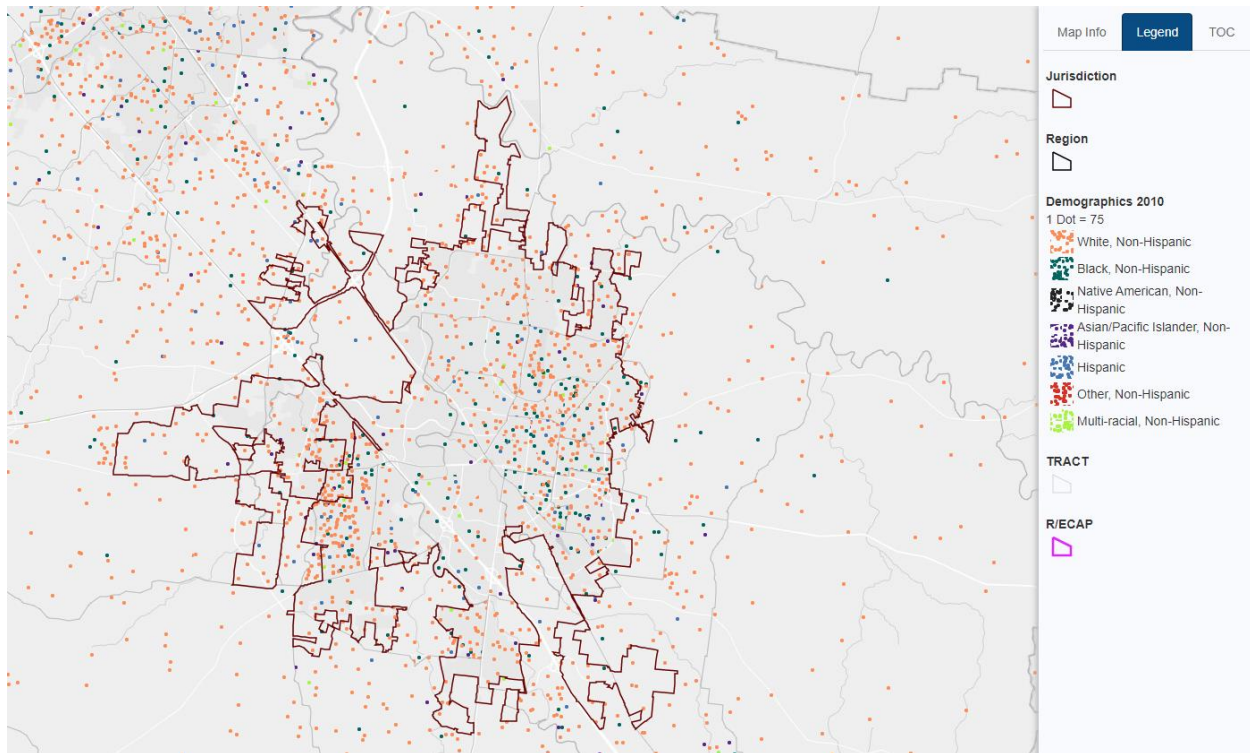 Map Info Legend TOC
Jurisdiction
Region
Demographics 2010
1 Dot = 75
White, Non-Hispanic
Black, Non-Hispanic
Native American, Non-
Hispanic
Asian/Pacific Islander, Non-
Hispanic
Hispanic
Other, Non-Hispanic
Multi-racial, Non-Hispanic
TRACT
R/ECAP